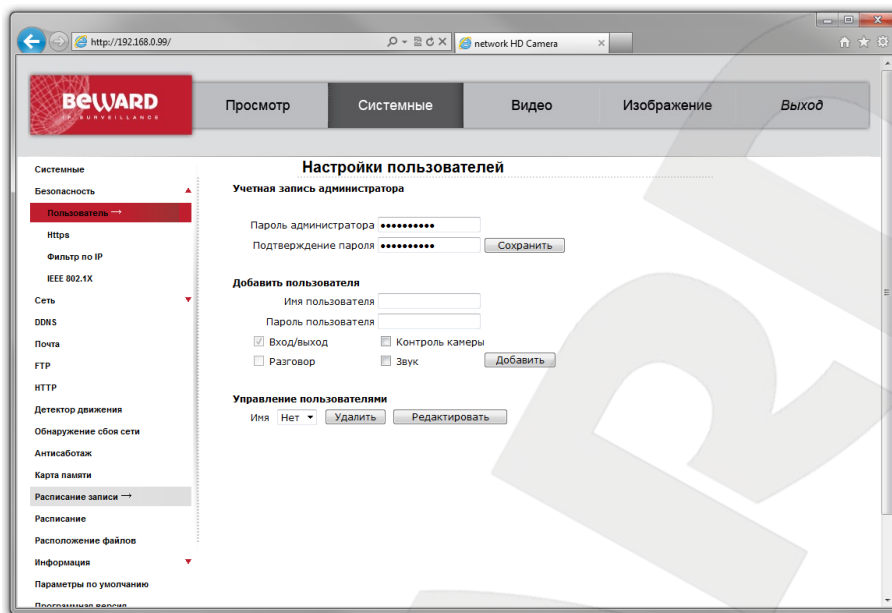 http://192.168.0.99/
network HD Camera
BEWARD
IP SURVEILLANCE
Просмотр
Системные
Видео
Изображение
Выход
Системные
Безопасность
Пользователь →
Https
Фильтр по IP
IEEE 802.1X
Сеть
DDNS
Почта
FTP
HTTP
Детектор движения
Обнаружение сбоя сети
Антисаботаж
Карта памяти
Расписание записи →
Расписание
Расположение файлов
Информация
Параметры по умолчанию
Программная версия
Настройки пользователей
Учетная запись администратора
Пароль администратора ••••••••••
Подтверждение пароля •••••••••• Сохранить
Добавить пользователя
Имя пользователя
Пароль пользователя
Вход/выход Контроль камеры
Разговор Звук Добавить
Управление пользователями
Имя Нет Удалить Редактировать